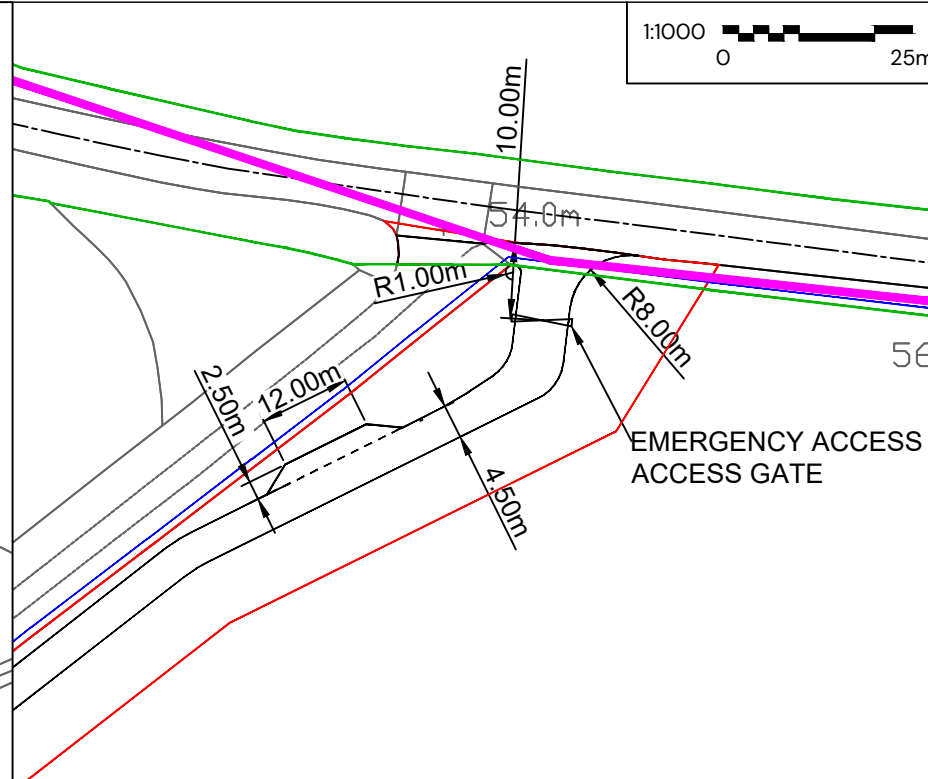 1:1000
0 25m
10.00m
54.0m
R1.00m
R8.00m
56
2.50m
12.00m
4.50m
EMERGENCY ACCESS
ACCESS GATE